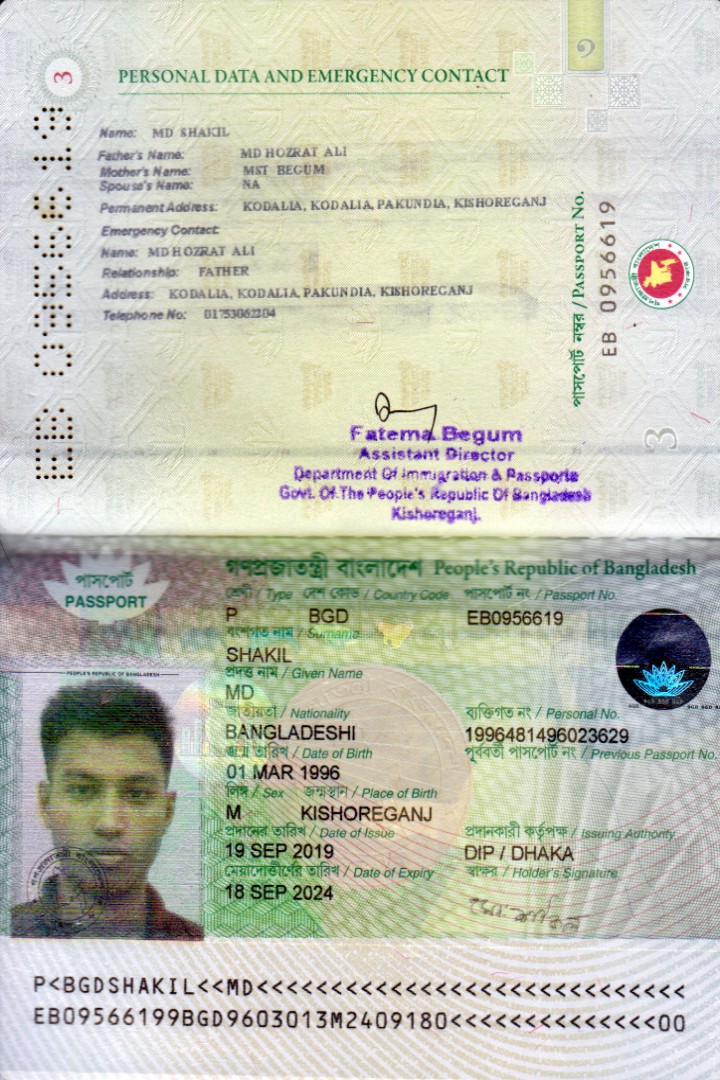 3
PERSONAL DATA AND EMERGENCY CONTACT
Name: MD SHAKIL
Father's Name: MD HOZRAT ALI
Mother's Name: MST BEGUM
Spouse's Name: NA
Permanent Address: KODALIA, KODALIA, PAKUNDIA, KISHOREGANJ
Emergency Contact:
Name: MD HOZRAT ALI
Relationship: FATHER
Address: KODALIA, KODALIA, PAKUNDIA, KISHOREGANJ
Telephone No: 01753062204
EB 0956619
পাসপোর্ট নম্বর / PASSPORT No. EB 0956619
3
Fatema Begum
Assistant Director
Department Of Immigration & Passports
Govt. Of The People's Republic Of Bangladesh
Kishoreganj.
গণপ্রজাতন্ত্রী বাংলাদেশ People's Republic of Bangladesh
পাসপোর্ট
PASSPORT
শ্রেণী / Type দেশ কোড / Country Code পাসপোর্ট নং / Passport No.
P BGD EB0956619
বংশগত নাম / Surname
SHAKIL
প্রদত্ত নাম / Given Name
MD
জাতীয়তা / Nationality ব্যক্তিগত নং / Personal No.
BANGLADESHI 1996481496023629
জন্ম তারিখ / Date of Birth পূর্ববর্তী পাসপোর্ট নং / Previous Passport No.
01 MAR 1996
লিঙ্গ / Sex জন্মস্থান / Place of Birth
M KISHOREGANJ
প্রদানের তারিখ / Date of Issue প্রদানকারী কর্তৃপক্ষ / Issuing Authority
19 SEP 2019 DIP / DHAKA
মেয়াদোত্তীর্ণের তারিখ / Date of Expiry স্বাক্ষর / Holder's Signature
18 SEP 2024
মোঃ শাকিল
PEOPLE'S REPUBLIC OF BANGLADESH
P<BGDSHAKIL<<MD<<<<<<<<<<<<<<<<<<<<<<<<<<<<<
EB09566199BGD9603013M2409180<<<<<<<<<<<<<<00